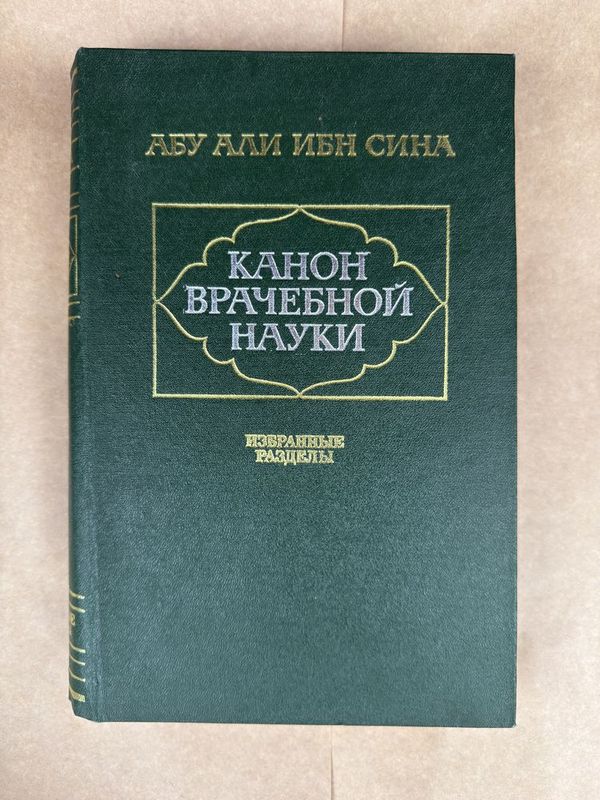 АБУ АЛИ ИБН СИНА
КАНОН
ВРАЧЕБНОЙ
НАУКИ
ИЗБРАННЫЕ
РАЗДЕЛЫ